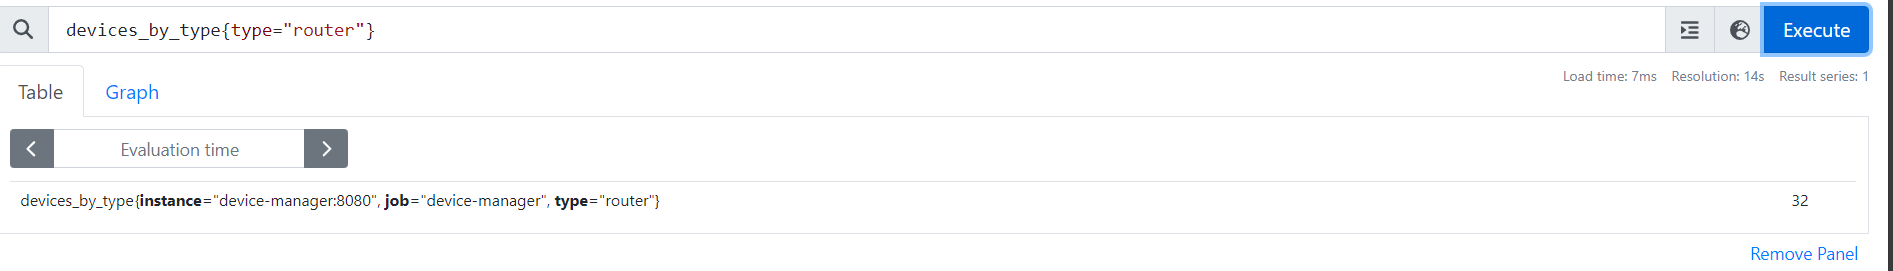 devices_by_type{type="router"}
Execute
Load time: 7ms Resolution: 14s Result series: 1
Table Graph
Evaluation time
devices_by_type{instance="device-manager:8080", job="device-manager", type="router"} 32
Remove Panel